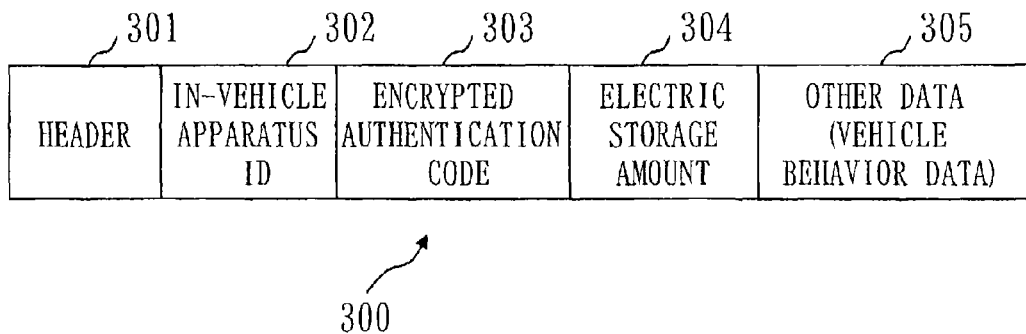 301 302 303 304 305
HEADER
IN-VEHICLE
APPARATUS
ID
ENCRYPTED
AUTHENTICATION
CODE
ELECTRIC
STORAGE
AMOUNT
OTHER DATA
(VEHICLE
BEHAVIOR DATA)
300